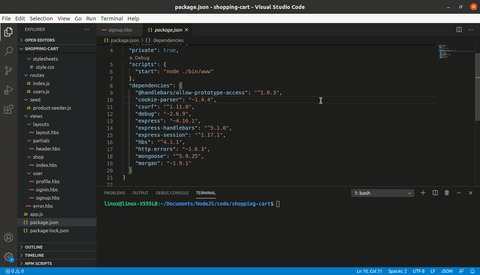 package.json - shopping-cart - Visual Studio Code
File Edit Selection View Go Run Terminal Help
EXPLORER
signup.hbs
package.json
package.json > dependencies
OPEN EDITORS
SHOPPING-CART
stylesheets
style.css
routes
index.js
users.js
seed
product-seeder.js
views
layouts
layout.hbs
partials
header.hbs
shop
index.hbs
user
profile.hbs
signin.hbs
signup.hbs
error.hbs
app.js
package.json
package-lock.json
OUTLINE
TIMELINE
NPM SCRIPTS
4 "private": true,
Debug
5 "scripts": {
6 "start": "node ./bin/www"
7 },
8 "dependencies": {
9 "@handlebars/allow-prototype-access": "^1.0.3",
10 "cookie-parser": "~1.4.4",
11 "csurf": "^1.11.0",
12 "debug": "~2.6.9",
13 "express": "~4.16.1",
14 "express-handlebars": "^5.1.0",
15 "express-session": "^1.17.1",
16 "hbs": "^4.1.1",
17 "http-errors": "~1.6.3",
18 "mongoose": "^5.9.25",
19 "morgan": "~1.9.1"
20 }
21 }
PROBLEMS OUTPUT DEBUG CONSOLE TERMINAL
1: bash
linus@linus-X555LB:~/Documents/NodeJS/code/shopping-cart$
0 0
Ln 10, Col 31 Spaces: 2 UTF-8 LF JSON